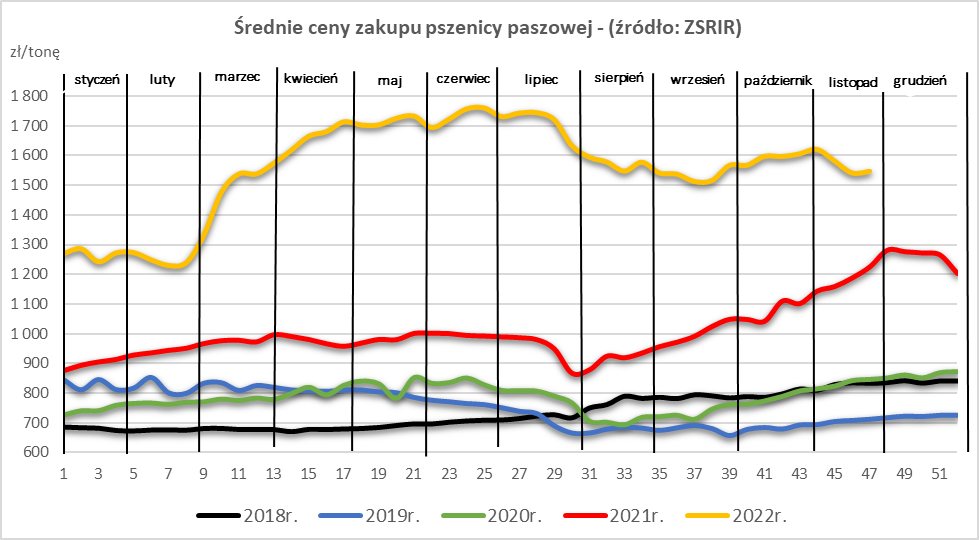 Średnie ceny zakupu pszenicy paszowej - (źródło: ZSRIR)
zł/tonę
styczeń luty marzec kwiecień maj czerwiec lipiec sierpień wrzesień październik listopad grudzień
1 800
1 700
1 600
1 500
1 400
1 300
1 200
1 100
1 000
900
800
700
600
1 3 5 7 9 11 13 15 17 19 21 23 25 27 29 31 33 35 37 39 41 43 45 47 49 51
2018r. 2019r. 2020r. 2021r. 2022r.